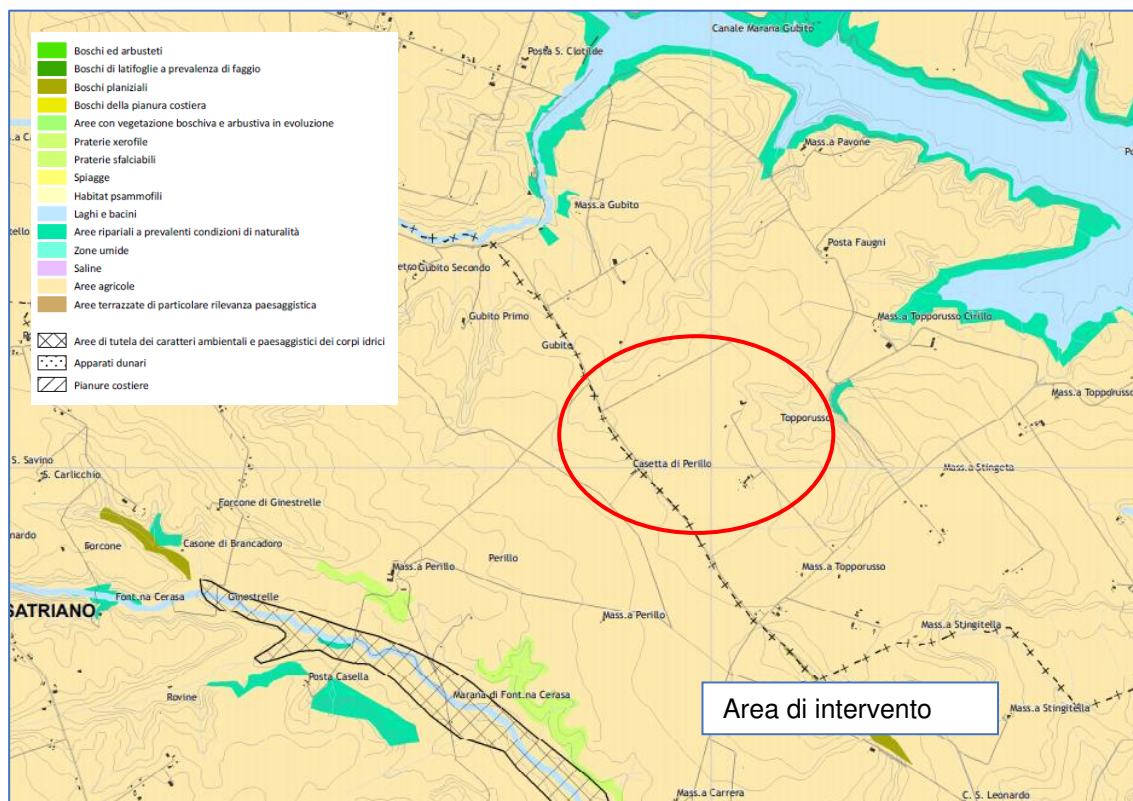 Boschi ed arbusteti
Boschi di latifoglie a prevalenza di faggio
Boschi planiziali
Boschi della pianura costiera
Aree con vegetazione boschiva e arbustiva in evoluzione
Praterie xerofile
Praterie sfalciabili
Spiagge
Habitat psammofili
Laghi e bacini
Aree ripariali a prevalenti condizioni di naturalità
Zone umide
Saline
Aree agricole
Aree terrazzate di particolare rilevanza paesaggistica
Aree di tutela dei caratteri ambientali e paesaggistici dei corpi idrici
Apparati dunari
Pianure costiere
Canale Marana Gubito
Posta S. Clotilde
Mass.a Pavone
Mass.a Gubito
Posta Faugni
Gubito Secondo
Gubito Primo
Mass.a Topporusso Cirillo
Gubito
Mass.a Topporusso
Topporusso
S. Savino
Casetta di Perillo
Mass.a Stingeta
S. Carlicchio
Forcone di Ginestrelle
Forcone
Casone di Brancadoro
Perillo
Mass.a Perillo
Mass.a Topporusso
Font.na Cerasa
Ginestrelle
SATRIANO
Mass.a Perillo
Mass.a Stingitella
Posta Casella
Rovine
Marana di Font.na Cerasa
Area di intervento
Mass.a Stingitella
Mass.a Carrera
C. S. Leonardo